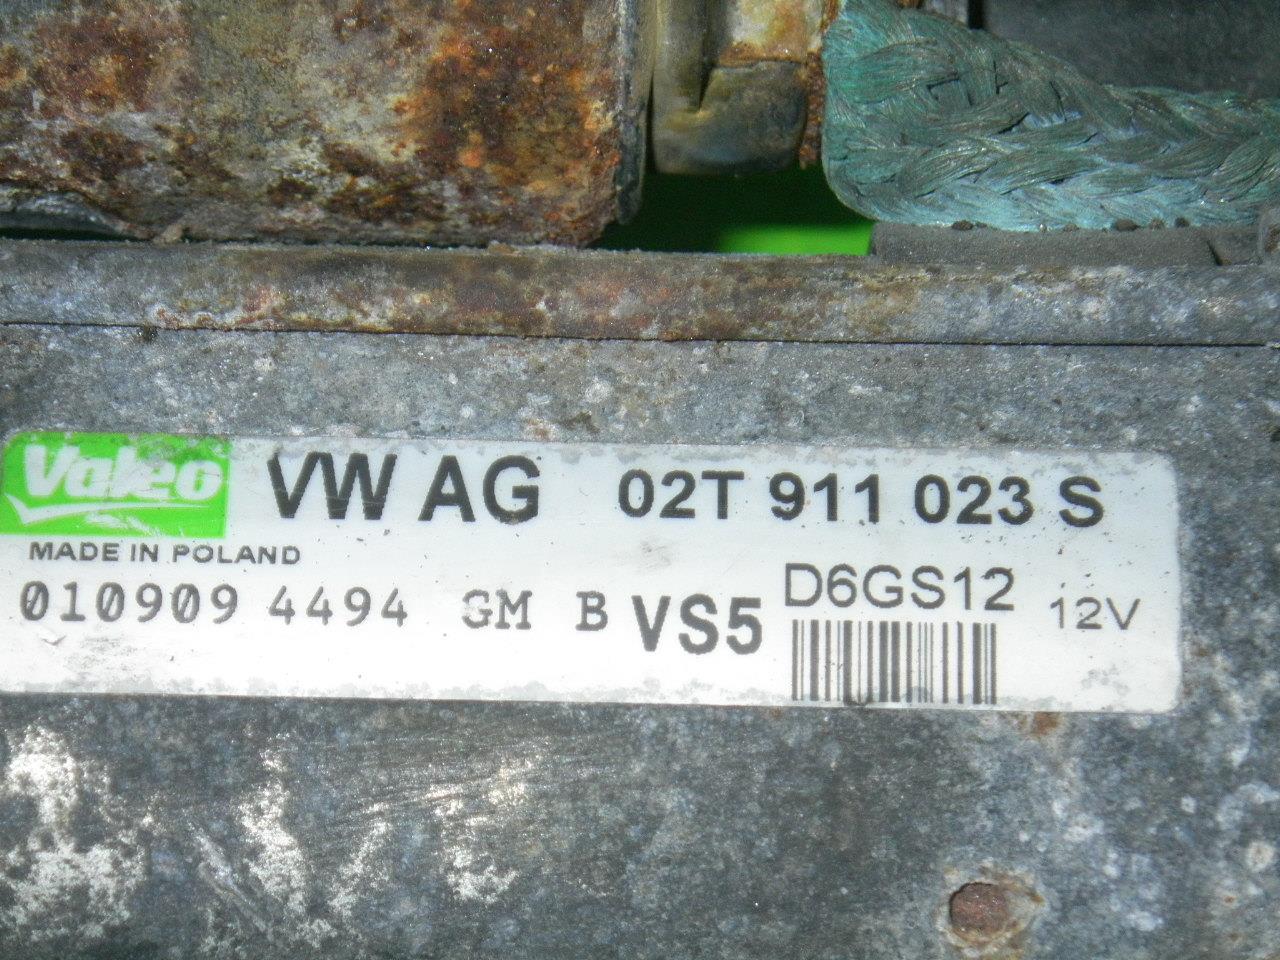 Valeo VW AG 02T 911 023 S
MADE IN POLAND
010909 4494 GM B VS5 D6GS12 12V